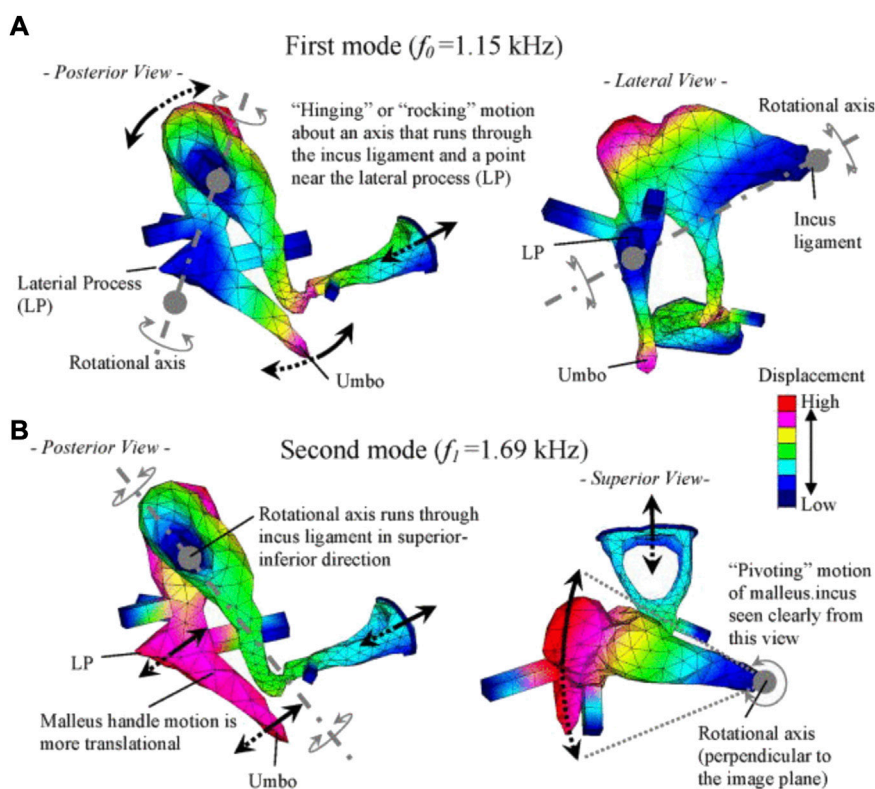 A
First mode (f0=1.15 kHz)
- Posterior View -
“Hinging” or “rocking” motion
about an axis that runs through
the incus ligament and a point
near the lateral process (LP)
Laterial Process
(LP)
Rotational axis
Umbo
- Lateral View -
Rotational axis
LP
Incus
ligament
Umbo
Displacement
High
Low
B
Second mode (f1=1.69 kHz)
- Posterior View -
Rotational axis runs through
incus ligament in superior-
inferior direction
LP
Malleus handle motion is
more translational
Umbo
- Superior View-
“Pivoting” motion
of malleus.incus
seen clearly from
this view
Rotational axis
(perpendicular to
the image plane)